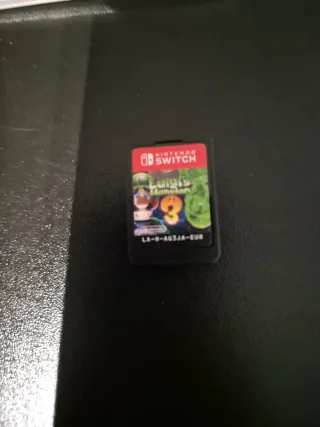 NINTENDO
SWITCH
Luigi's
Mansion
3
LA-H-AG3JA-EUR